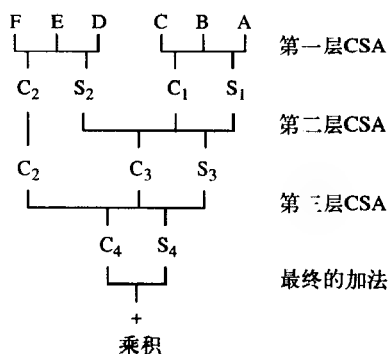 F E D C B A 第一层CSA
C₂ S₂ C₁ S₁
第二层CSA
C₂ C₃ S₃
第三层CSA
C₄ S₄
最终的加法
+
乘积